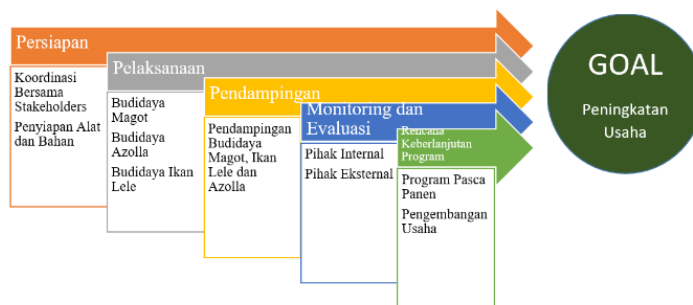 Persiapan
Koordinasi
Bersama
Stakeholders
Penyiapan Alat
dan Bahan
Pelaksanaan
Budidaya
Magot
Budidaya
Azolla
Budidaya Ikan
Lele
Pendampingan
Pendampingan
Budidaya
Magot, Ikan
Lele dan
Azolla
Monitoring dan
Evaluasi
Pihak Internal
Pihak Eksternal
Rencana
Keberlanjutan
Program
Program Pasca
Panen
Pengembangan
Usaha
GOAL
Peningkatan
Usaha